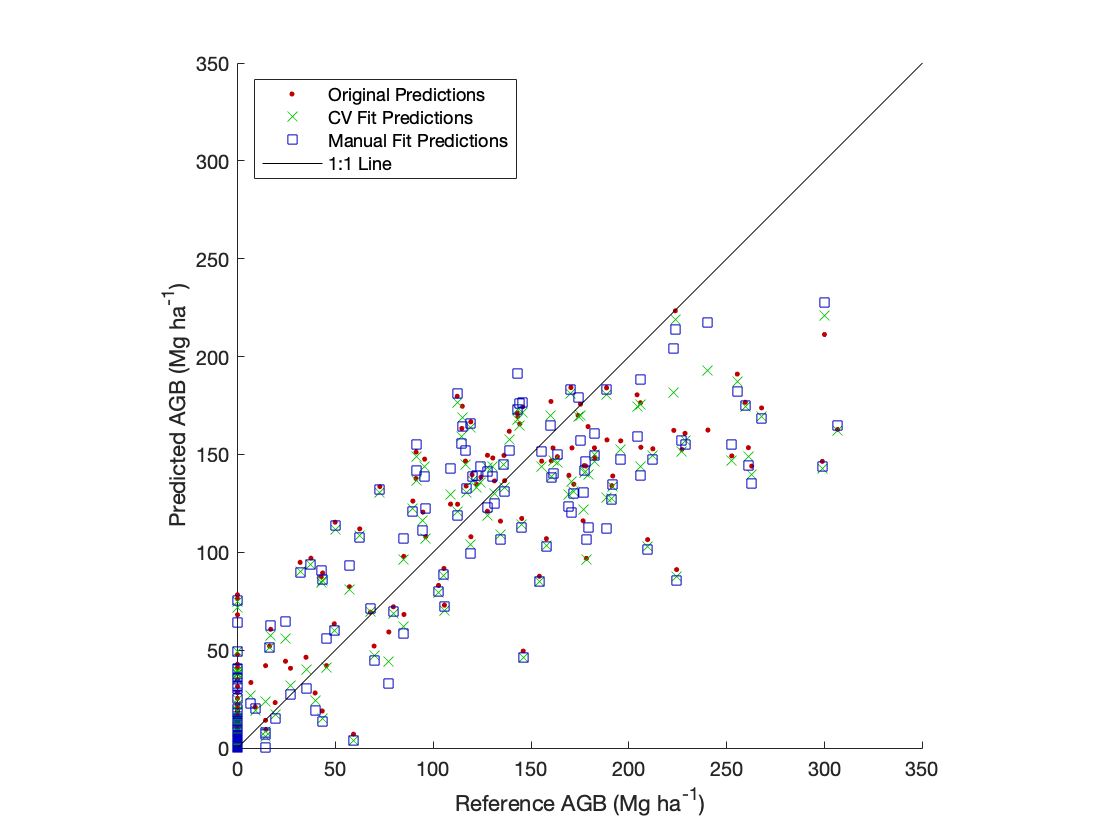 Original Predictions
CV Fit Predictions
Manual Fit Predictions
1:1 Line
350
300
250
200
150
100
50
0
Predicted AGB (Mg ha⁻¹)
0 50 100 150 200 250 300 350
Reference AGB (Mg ha⁻¹)